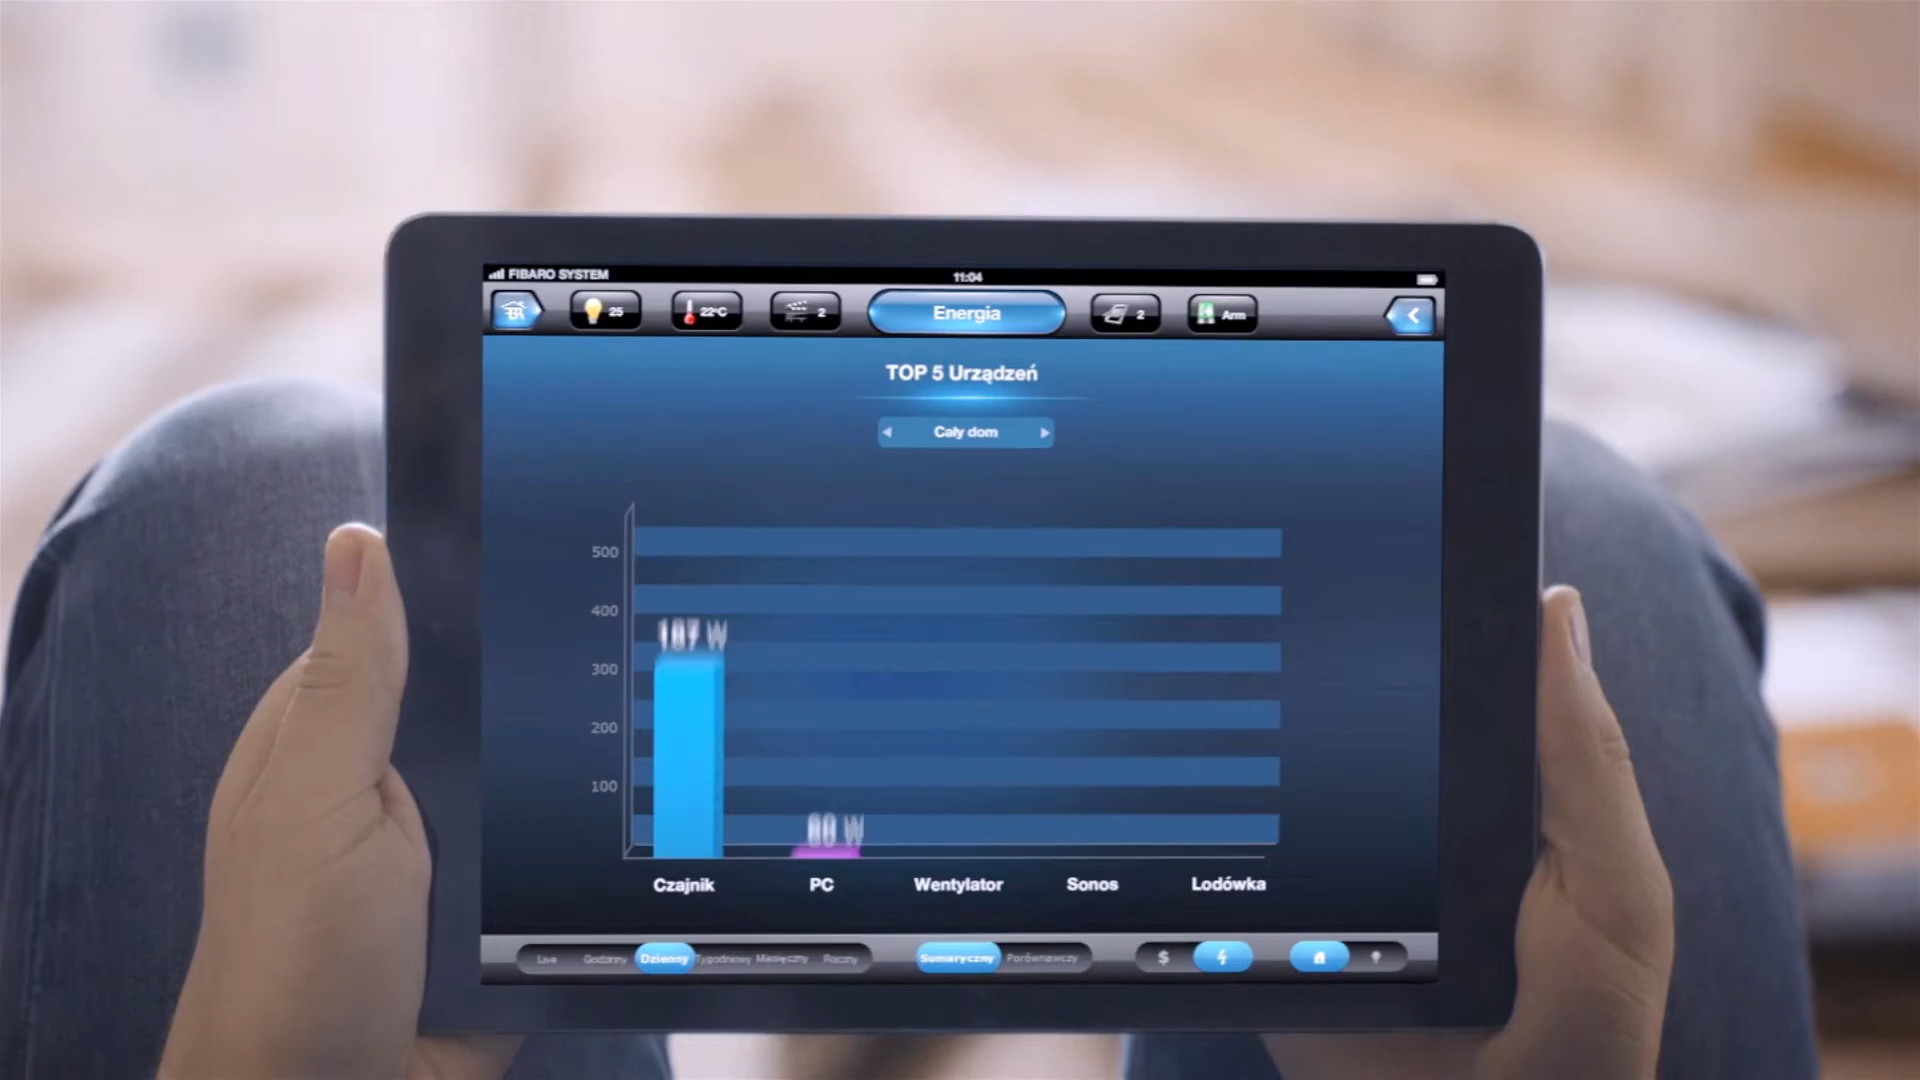 FIBARO SYSTEM
11:04
25
22°C
2
Energia
2
Arm
TOP 5 Urządzeń
Cały dom
500
400
300
200
100
W
W
Czajnik
PC
Wentylator
Sonos
Lodówka
Live
Godzinny
Dzienny
Tygodniowy
Miesięczny
Roczny
Sumaryczny
Porównawczy
$